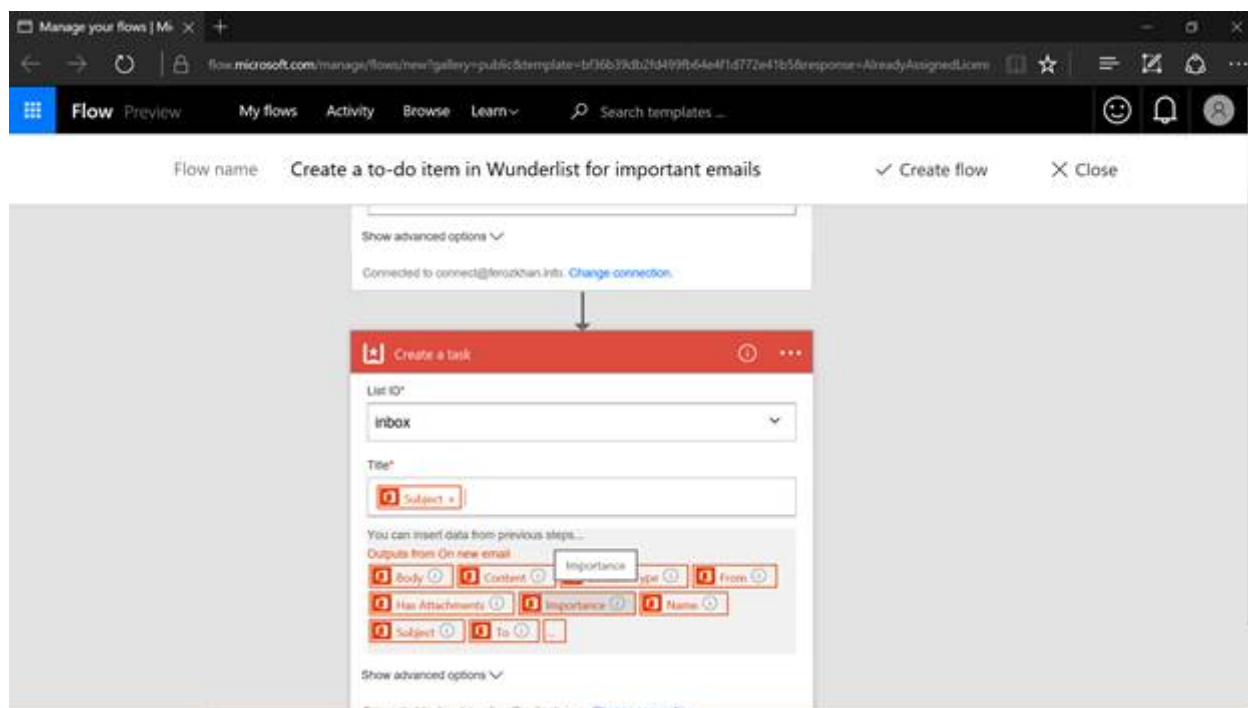 Manage your flows | Mi
flow.microsoft.com/manage/flows/new?gallery=public&template=bf36b39db2fd499fb64e4f1d772e41b5&response=AlreadyAssignedLicens
Flow Preview My flows Activity Browse Learn Search templates ...
Flow name Create a to-do item in Wunderlist for important emails Create flow Close
Show advanced options
Connected to connect@ferozkhan.info. Change connection.
Create a task
List ID*
inbox
Title*
Subject ×
You can insert data from previous steps...
Outputs from On new email
Importance
Body Content ype From
Has Attachments Importance Name
Subject To ...
Show advanced options